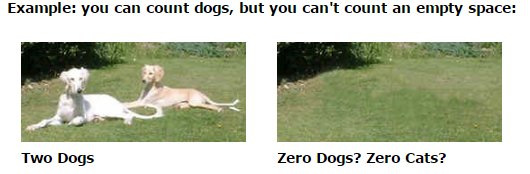 Example: you can count dogs, but you can't count an empty space:
Two Dogs
Zero Dogs? Zero Cats?